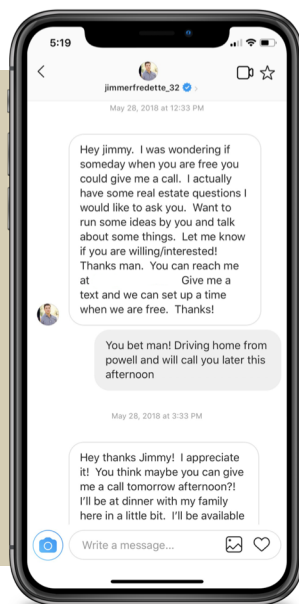 5:19
jimmerfredette_32
May 28, 2018 at 12:33 PM
Hey jimmy. I was wondering if
someday when you are free you
could give me a call. I actually
have some real estate questions I
would like to ask you. Want to
run some ideas by you and talk
about some things. Let me know
if you are willing/interested!
Thanks man. You can reach me
at Give me a
text and we can set up a time
when we are free. Thanks!
You bet man! Driving home from
powell and will call you later this
afternoon
May 28, 2018 at 3:33 PM
Hey thanks Jimmy! I appreciate
it! You think maybe you can give
me a call tomorrow afternoon?!
I'll be at dinner with my family
here in a little bit. I'll be available
Write a message...